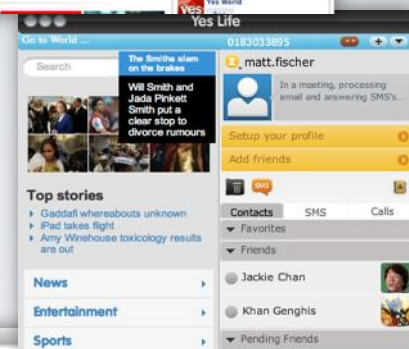 Yes
Yes World
Yes Life
Go to World ...
0183033895
Search
The Smiths slam
on the brakes
Will Smith and
Jada Pinkett
Smith put a
clear stop to
divorce rumours
Top stories
Gaddafi whereabouts unknown
iPad takes flight
Amy Winehouse toxicology results
are out
News
Entertainment
Sports
matt.fischer
In a meeting, processing
email and answering SMS's...
Setup your profile
Add friends
SMS
Contacts
SMS
Calls
Favorites
Friends
Jackie Chan
Khan Genghis
Pending Friends